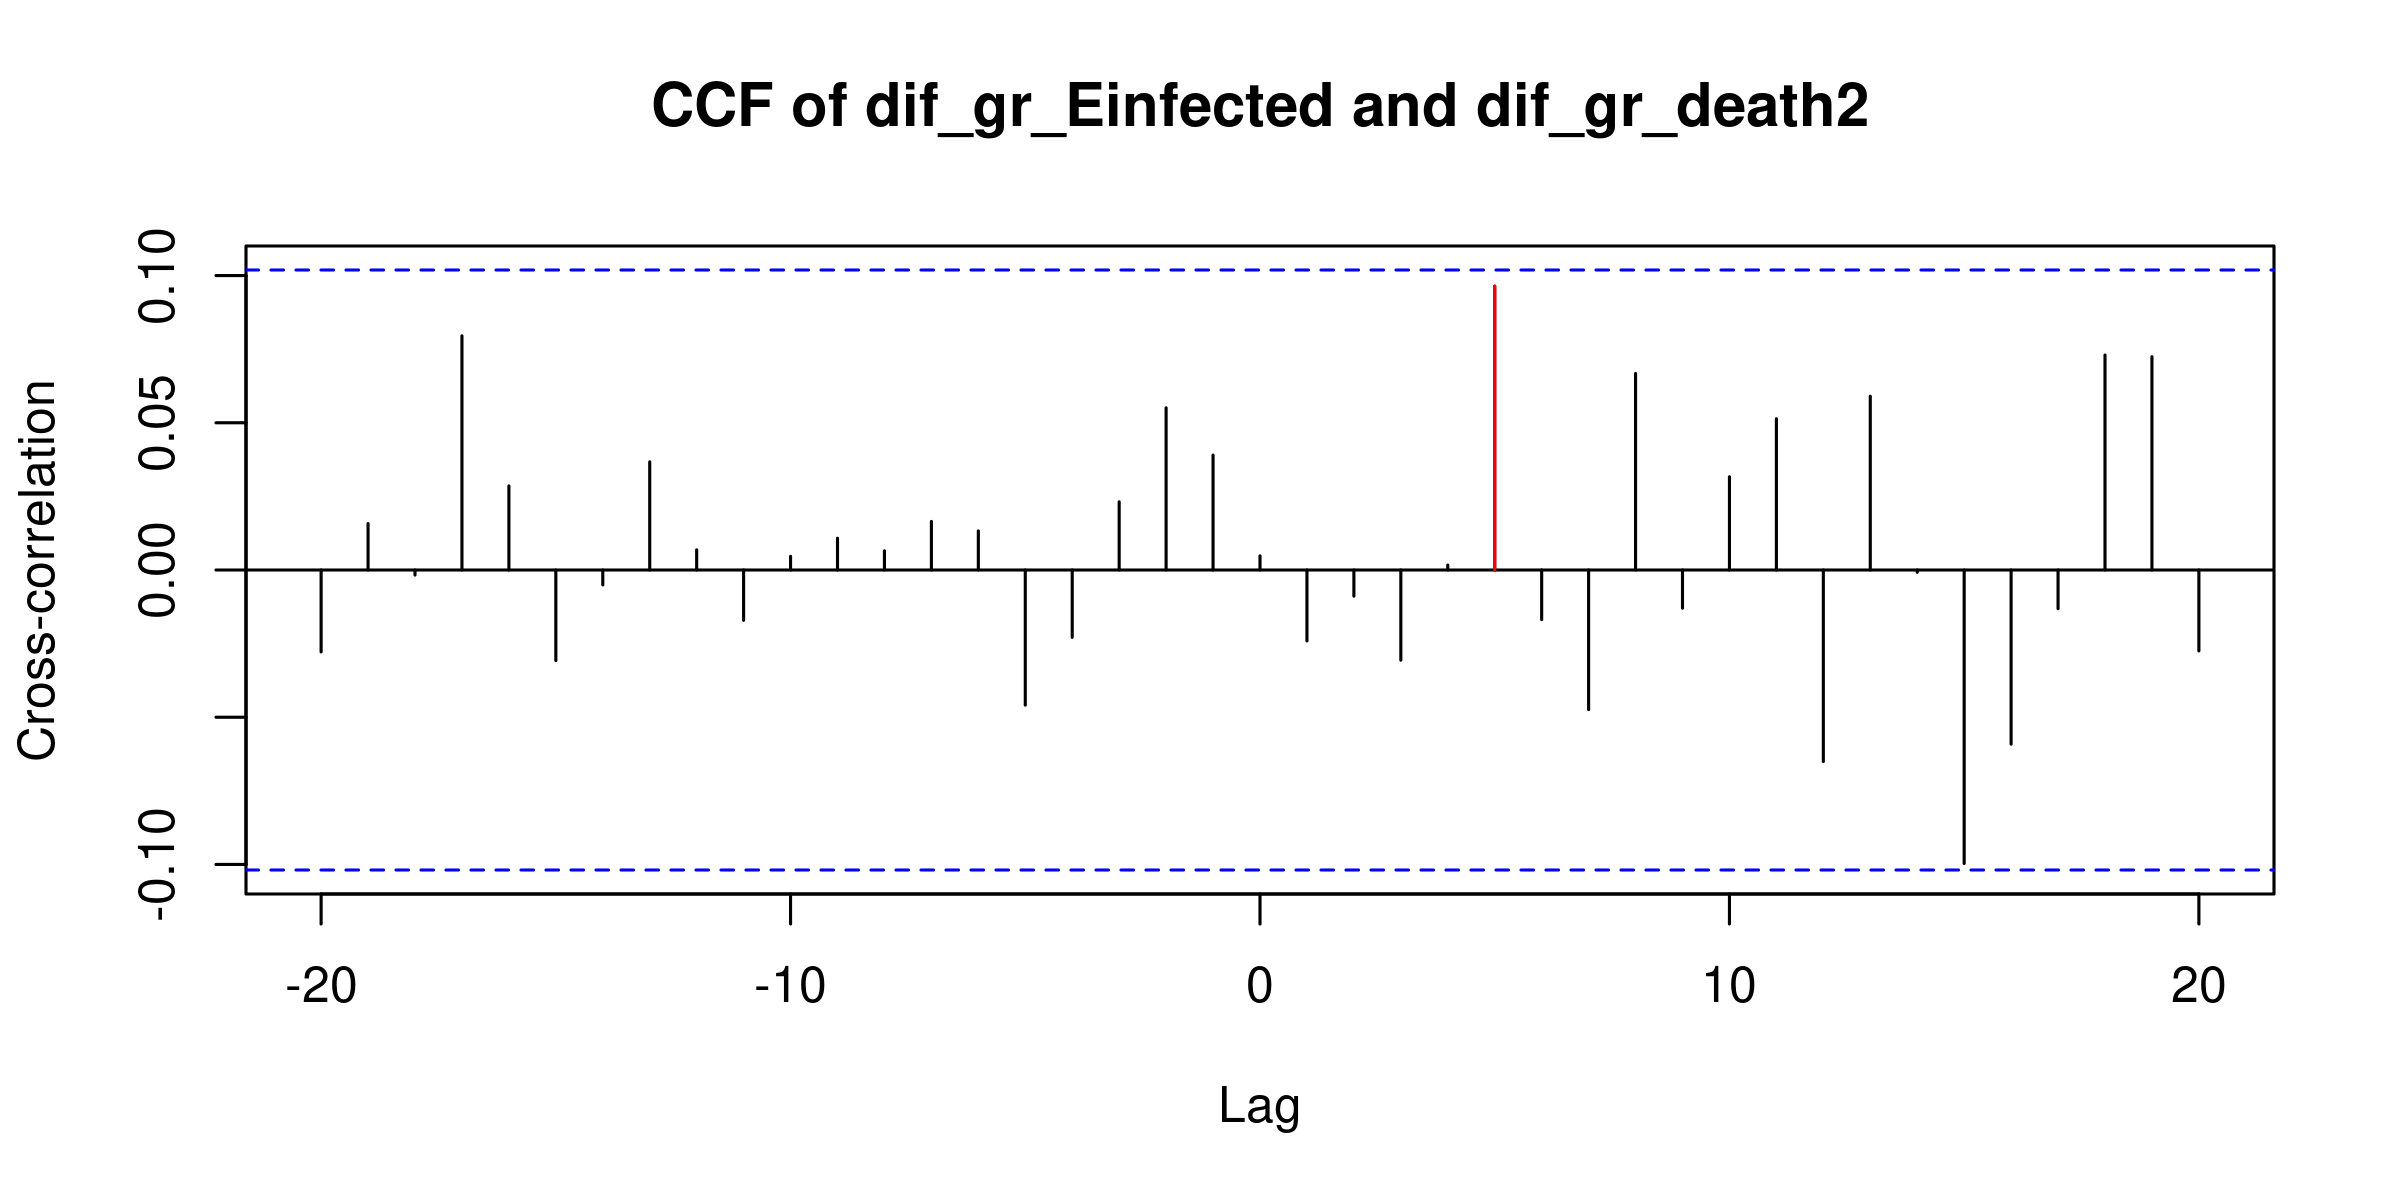 CCF of dif_gr_Einfected and dif_gr_death2
Cross-correlation
0.10
0.05
0.00
-0.10
-20 -10 0 10 20
Lag